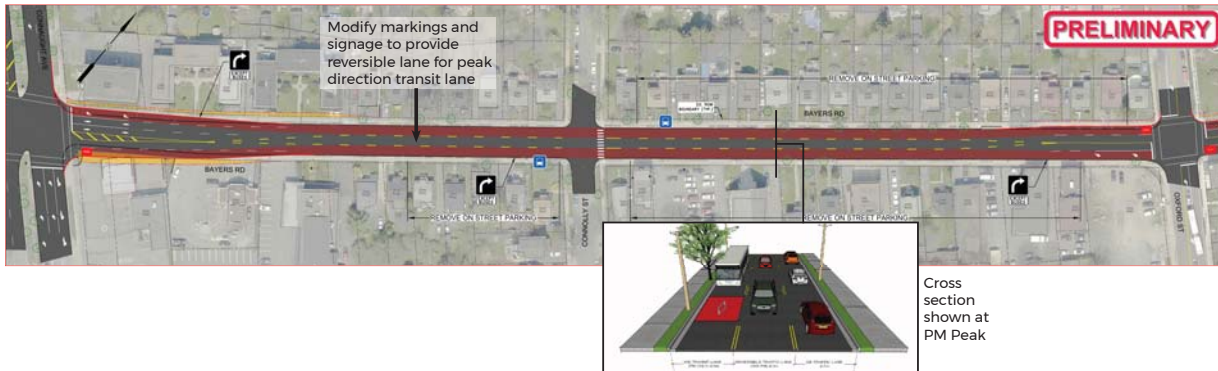 PRELIMINARY
Modify markings and
signage to provide
reversible lane for peak
direction transit lane
REMOVE ON STREET PARKING
BAYERS RD
BAYERS RD
REMOVE ON STREET PARKING
CONNOLLY ST
REMOVE ON STREET PARKING
OXFORD ST
Cross
section
shown at
PM Peak